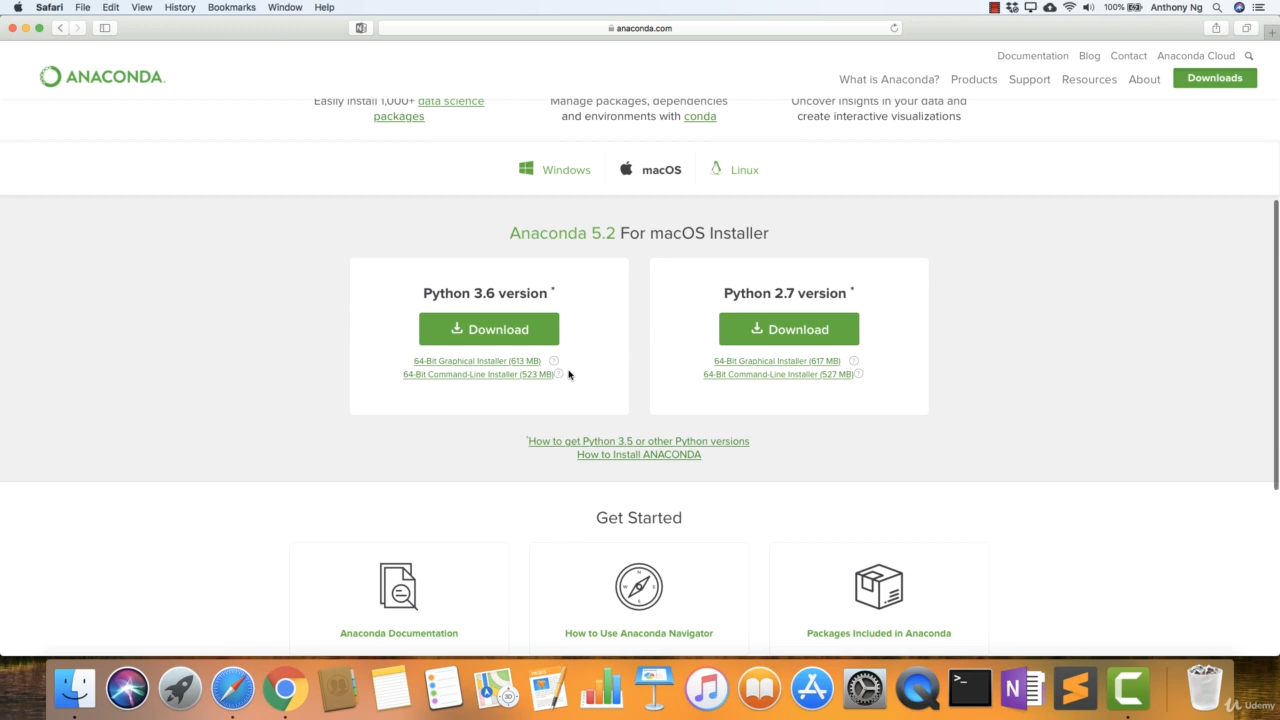 Safari File Edit View History Bookmarks Window Help 100% Anthony Ng
anaconda.com
Documentation Blog Contact Anaconda Cloud
ANACONDA.
What is Anaconda? Products Support Resources About Downloads
Easily install 1,000+ data science
packages
Manage packages, dependencies
and environments with conda
Uncover insights in your data and
create interactive visualizations
Windows macOS Linux
Anaconda 5.2 For macOS Installer
Python 3.6 version *
Download
64-Bit Graphical Installer (613 MB) ?
64-Bit Command-Line Installer (523 MB) ?
Python 2.7 version *
Download
64-Bit Graphical Installer (617 MB) ?
64-Bit Command-Line Installer (527 MB) ?
*How to get Python 3.5 or other Python versions
How to Install ANACONDA
Get Started
Anaconda Documentation
How to Use Anaconda Navigator
Packages Included in Anaconda
Udemy